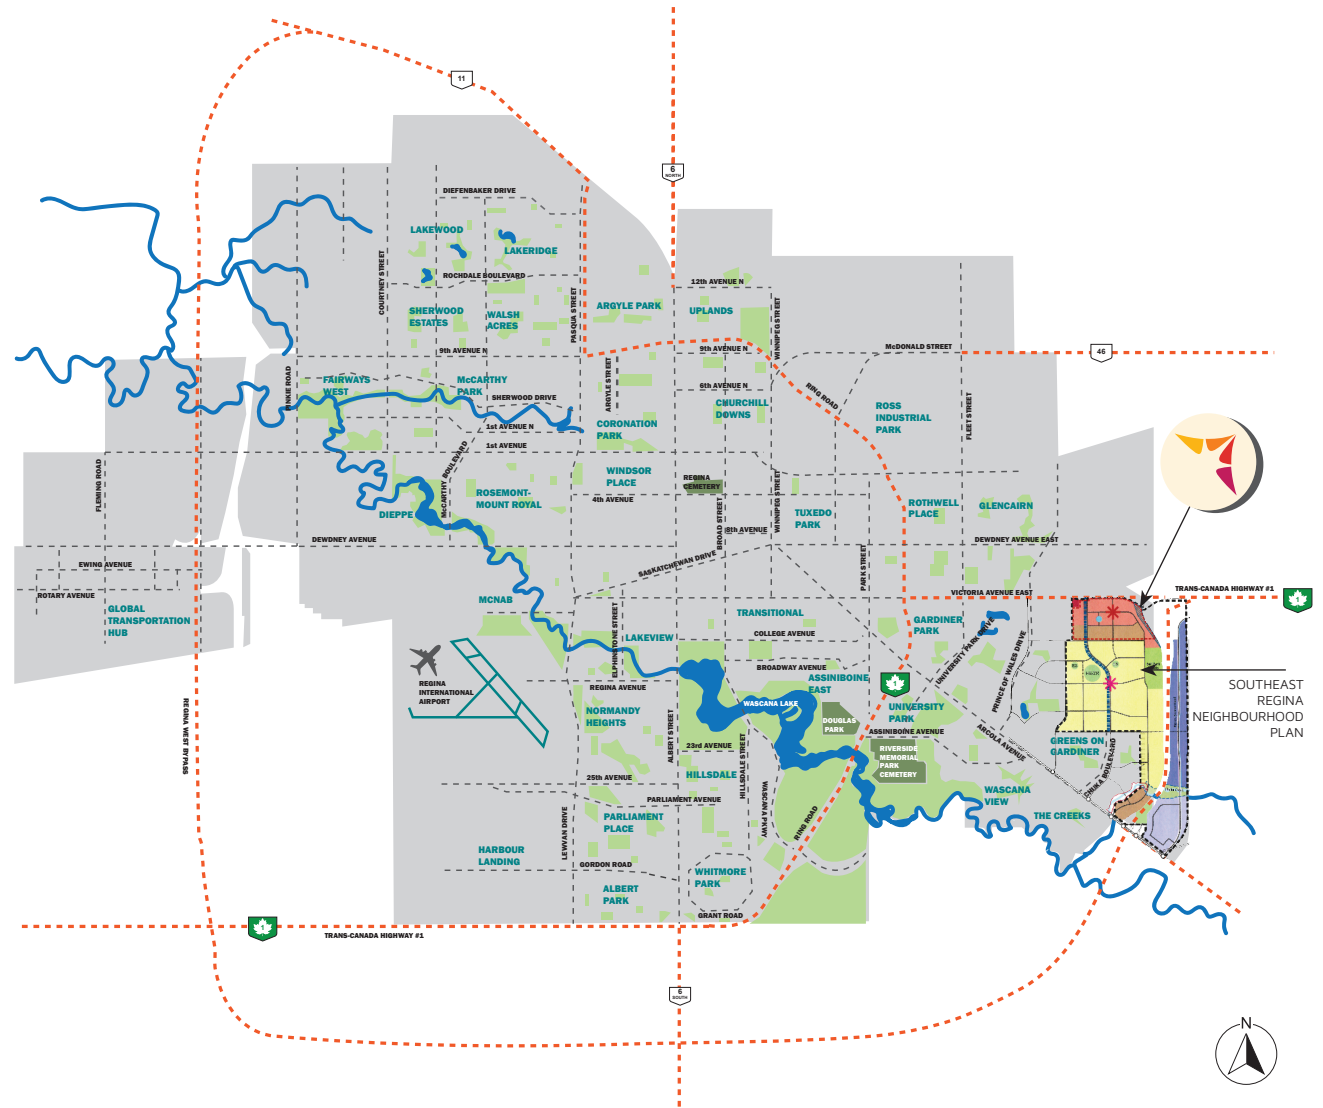 11
6
NORTH
DIEFENBAKER DRIVE
LAKEWOOD
LAKERIDGE
COURTNEY STREET
ROCHDALE BOULEVARD
PASQUA STREET
12th AVENUE N
SHERWOOD
ESTATES
WALSH
ACRES
ARGYLE PARK
UPLANDS
WINNIPEG STREET
9th AVENUE N
9th AVENUE N
McDONALD STREET
46
PINKIE ROAD
FAIRWAYS
WEST
McCARTHY
PARK
SHERWOOD DRIVE
ARGYLE STREET
6th AVENUE N
CHURCHILL
DOWNS
RING ROAD
ROSS
INDUSTRIAL
PARK
FLEET STREET
1st AVENUE N
1st AVENUE
CORONATION
PARK
McCARTHY BOULEVARD
FLEMING ROAD
WINDSOR
PLACE
REGINA
CEMETERY
ROSEMONT-
MOUNT ROYAL
4th AVENUE
DIEPPE
BROAD STREET
WINNIPEG STREET
8th AVENUE
TUXEDO
PARK
ROTHWELL
PLACE
GLENCAIRN
DEWDNEY AVENUE
DEWDNEY AVENUE EAST
SASKATCHEWAN DRIVE
PARK STREET
EWING AVENUE
ROTARY AVENUE
GLOBAL
TRANSPORTATION
HUB
MCNAB
ELPHINSTONE STREET
LAKEVIEW
TRANSITIONAL
COLLEGE AVENUE
VICTORIA AVENUE EAST
TRANS-CANADA HIGHWAY #1
1
GARDINER
PARK
UNIVERSITY PARK DRIVE
PRINCE OF WALES DRIVE
BROADWAY AVENUE
ASSINIBOINE
EAST
1
REGINA
INTERNATIONAL
AIRPORT
REGINA AVENUE
WASCANA LAKE
UNIVERSITY
PARK
SOUTHEAST
REGINA
NEIGHBOURHOOD
PLAN
REGINA WEST BYPASS
NORMANDY
HEIGHTS
ALBERT STREET
DOUGLAS
PARK
ASSINIBOINE AVENUE
23rd AVENUE
HILLSDALE STREET
RIVERSIDE
MEMORIAL
PARK
CEMETERY
ARCOLA AVENUE
GREENS ON
GARDINER
CHUKA BOULEVARD
25th AVENUE
HILLSDALE
WASCANA PKWY
PARLIAMENT AVENUE
WASCANA
VIEW
THE CREEKS
PARLIAMENT
PLACE
LEWVAN DRIVE
RING ROAD
HARBOUR
LANDING
GORDON ROAD
WHITMORE
PARK
ALBERT
PARK
GRANT ROAD
1
TRANS-CANADA HIGHWAY #1
6
SOUTH
N